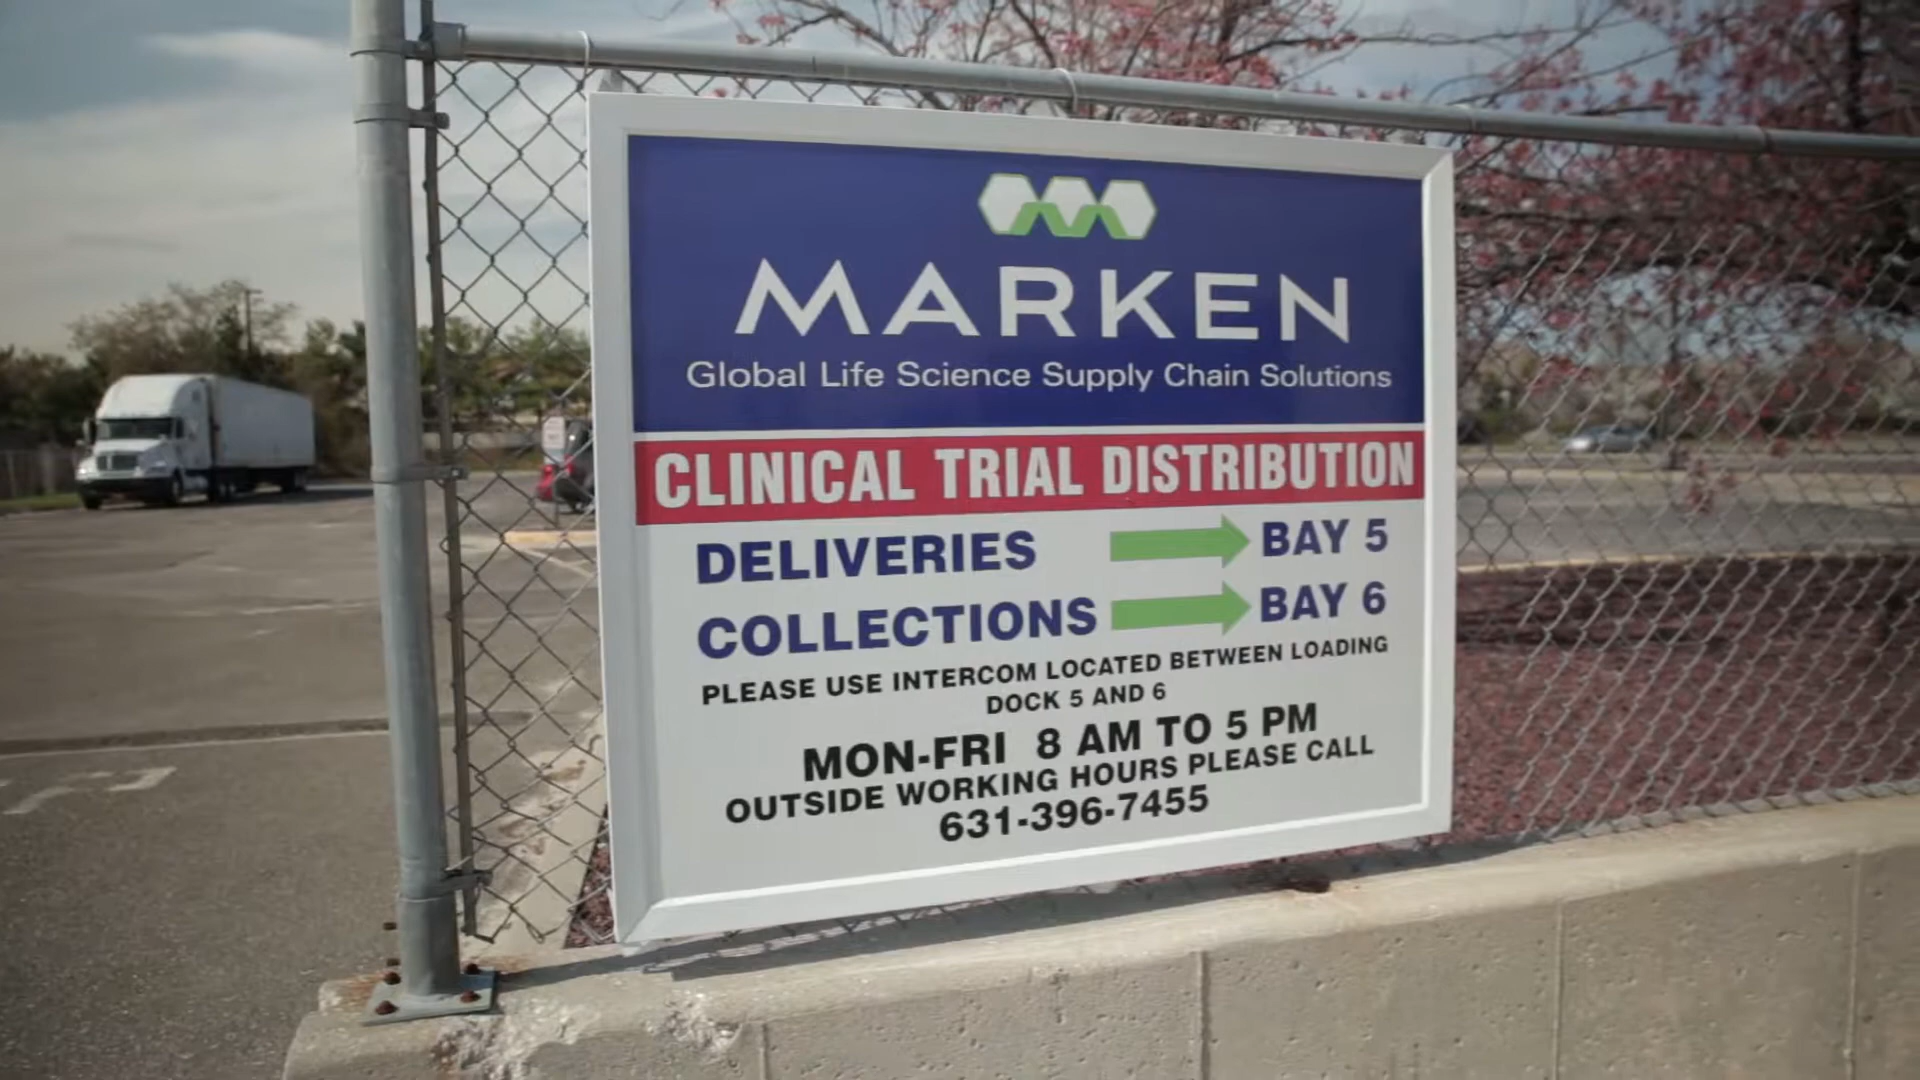 MARKEN
Global Life Science Supply Chain Solutions
CLINICAL TRIAL DISTRIBUTION
DELIVERIES BAY 5
COLLECTIONS BAY 6
PLEASE USE INTERCOM LOCATED BETWEEN LOADING
DOCK 5 AND 6
MON-FRI 8 AM TO 5 PM
OUTSIDE WORKING HOURS PLEASE CALL
631-396-7455